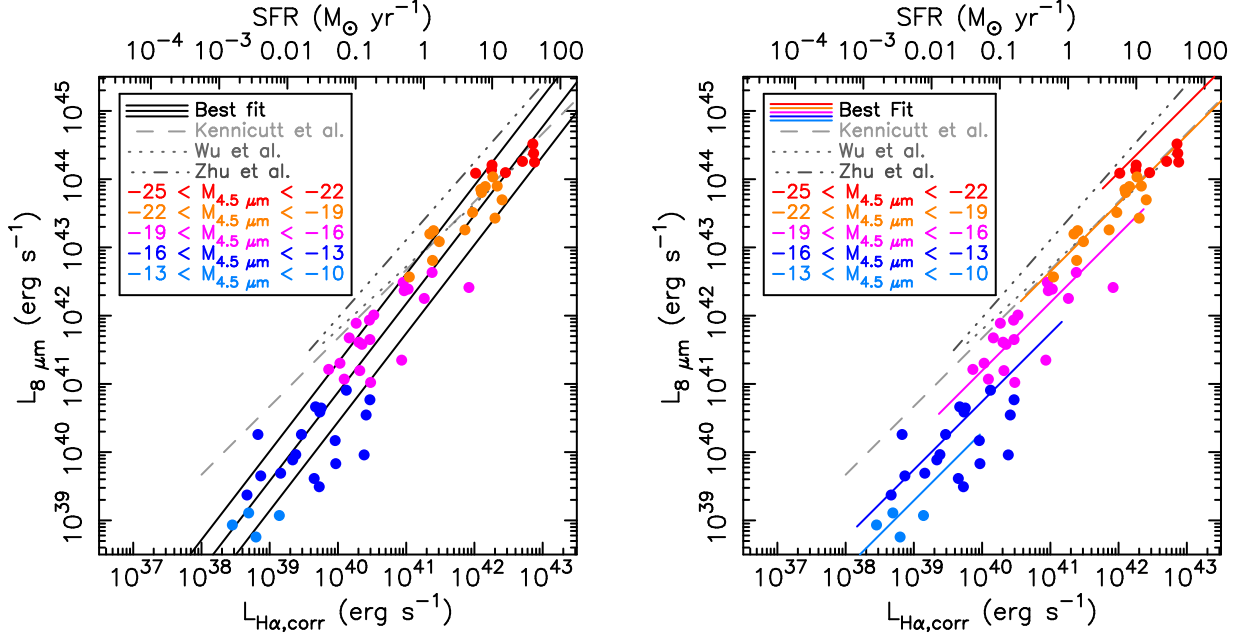 SFR (M⊙ yr⁻¹)
10⁻⁴ 10⁻³ 0.01 0.1 1 10 100
10⁴⁵
10⁴⁴
10⁴³
10⁴²
10⁴¹
10⁴⁰
10³⁹
L₈ μm (erg s⁻¹)
Best fit
Kennicutt et al.
Wu et al.
Zhu et al.
−25 < M₄.₅ μm < −22
−22 < M₄.₅ μm < −19
−19 < M₄.₅ μm < −16
−16 < M₄.₅ μm < −13
−13 < M₄.₅ μm < −10
10³⁷ 10³⁸ 10³⁹ 10⁴⁰ 10⁴¹ 10⁴² 10⁴³
L_Hα,corr (erg s⁻¹)
SFR (M⊙ yr⁻¹)
10⁻⁴ 10⁻³ 0.01 0.1 1 10 100
10⁴⁵
10⁴⁴
10⁴³
10⁴²
10⁴¹
10⁴⁰
10³⁹
L₈ μm (erg s⁻¹)
Best Fit
Kennicutt et al.
Wu et al.
Zhu et al.
−25 < M₄.₅ μm < −22
−22 < M₄.₅ μm < −19
−19 < M₄.₅ μm < −16
−16 < M₄.₅ μm < −13
−13 < M₄.₅ μm < −10
10³⁷ 10³⁸ 10³⁹ 10⁴⁰ 10⁴¹ 10⁴² 10⁴³
L_Hα,corr (erg s⁻¹)